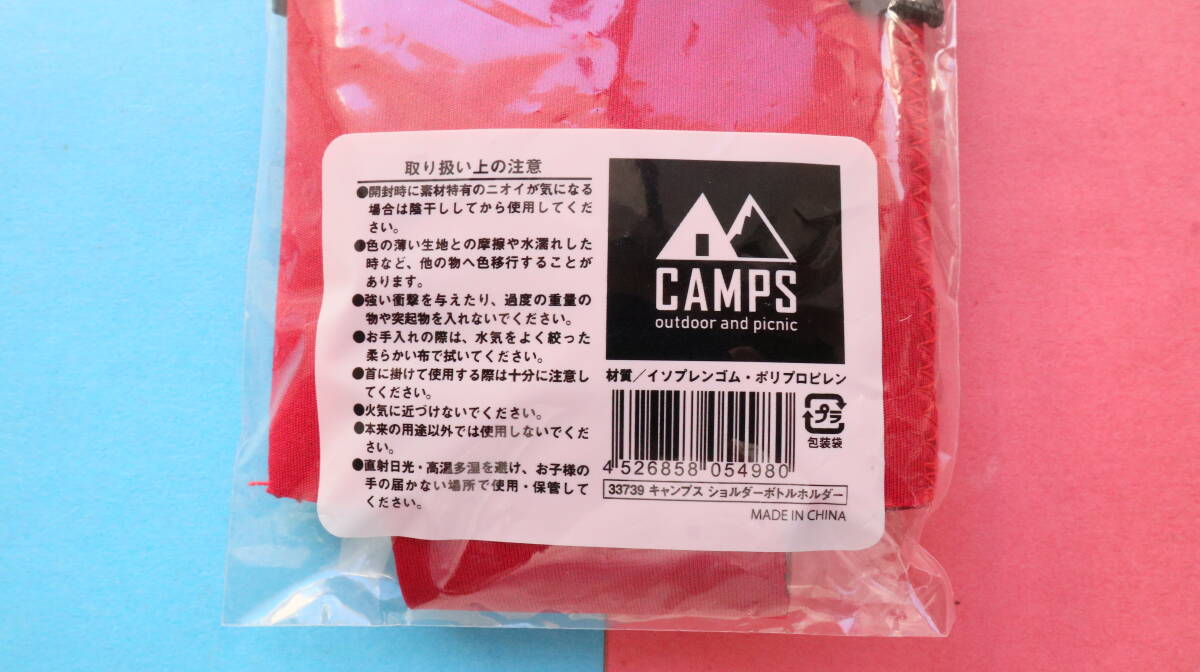 取り扱い上の注意
●開封時に素材特有のニオイが気になる
場合は陰干ししてから使用してくだ
さい。
●色の薄い生地との摩擦や水濡れした
時など、他の物へ色移行することが
あります。
●強い衝撃を与えたり、過度の重量の
物や突起物を入れないでください。
●お手入れの際は、水気をよく絞った
柔らかい布で拭いてください。
●首に掛けて使用する際は十分に注意し
てください。
●火気に近づけないでください。
●本来の用途以外では使用しないでくだ
さい。
●直射日光・高温多湿を避け、お子様の
手の届かない場所で使用・保管して
ください。
CAMPS
outdoor and picnic
材質/イソプレンゴム・ポリプロピレン
プラ
包装袋
4 526858 054980
33739 キャンプス ショルダーボトルホルダー
MADE IN CHINA